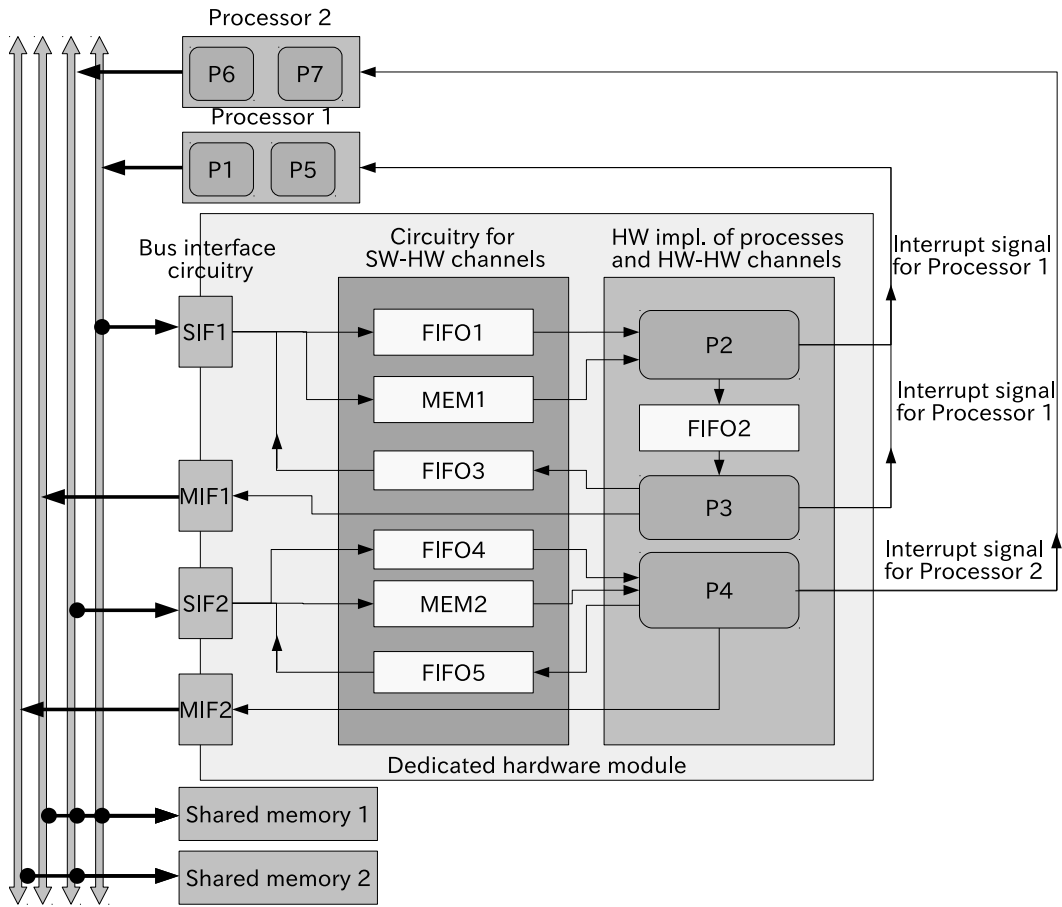 Processor 2
P6
P7
Processor 1
P1
P5
Bus interface
circuitry
Circuitry for
SW-HW channels
HW impl. of processes
and HW-HW channels
Interrupt signal
for Processor 1
SIF1
FIFO1
P2
MEM1
Interrupt signal
for Processor 1
FIFO2
FIFO3
MIF1
P3
FIFO4
Interrupt signal
for Processor 2
SIF2
MEM2
P4
FIFO5
MIF2
Dedicated hardware module
Shared memory 1
Shared memory 2